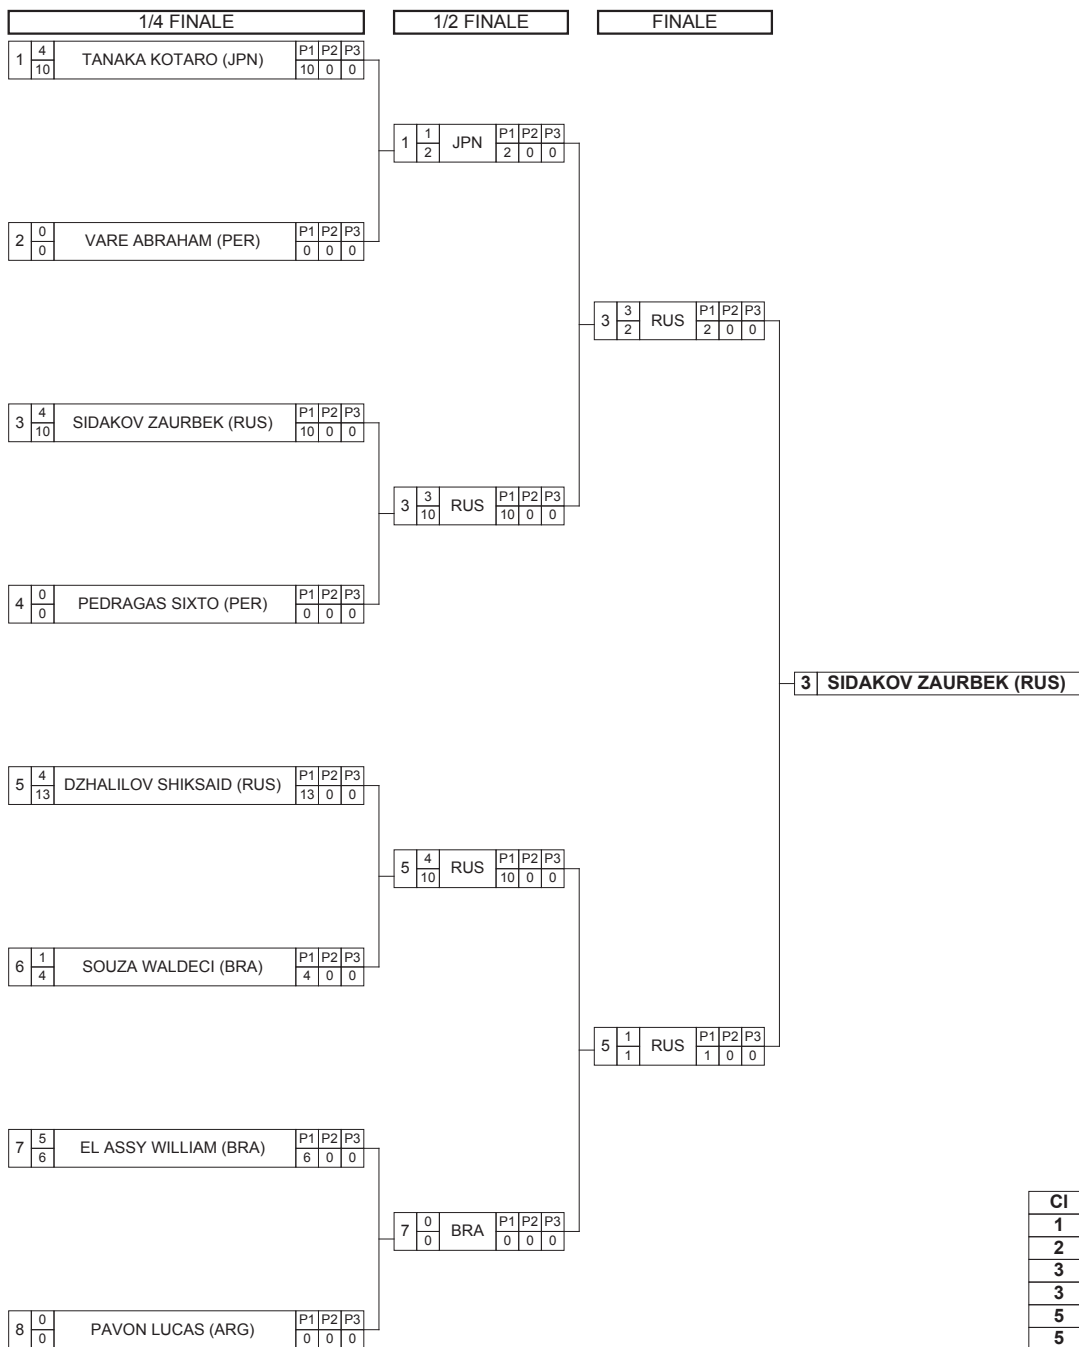 1/4 FINALE 1/2 FINALE FINALE
1 4 10 TANAKA KOTARO (JPN) P1 P2 P3 10 0 0
1 1 2 JPN P1 P2 P3 2 0 0
2 0 0 VARE ABRAHAM (PER) P1 P2 P3 0 0 0
3 3 2 RUS P1 P2 P3 2 0 0
3 4 10 SIDAKOV ZAURBEK (RUS) P1 P2 P3 10 0 0
3 3 10 RUS P1 P2 P3 10 0 0
4 0 0 PEDRAGAS SIXTO (PER) P1 P2 P3 0 0 0
3 SIDAKOV ZAURBEK (RUS)
5 4 13 DZHALILOV SHIKSAID (RUS) P1 P2 P3 13 0 0
5 4 10 RUS P1 P2 P3 10 0 0
6 1 4 SOUZA WALDECI (BRA) P1 P2 P3 4 0 0
5 1 1 RUS P1 P2 P3 1 0 0
7 5 6 EL ASSY WILLIAM (BRA) P1 P2 P3 6 0 0
7 0 0 BRA P1 P2 P3 0 0 0
8 0 0 PAVON LUCAS (ARG) P1 P2 P3 0 0 0
Cl
1
2
3
3
5
5